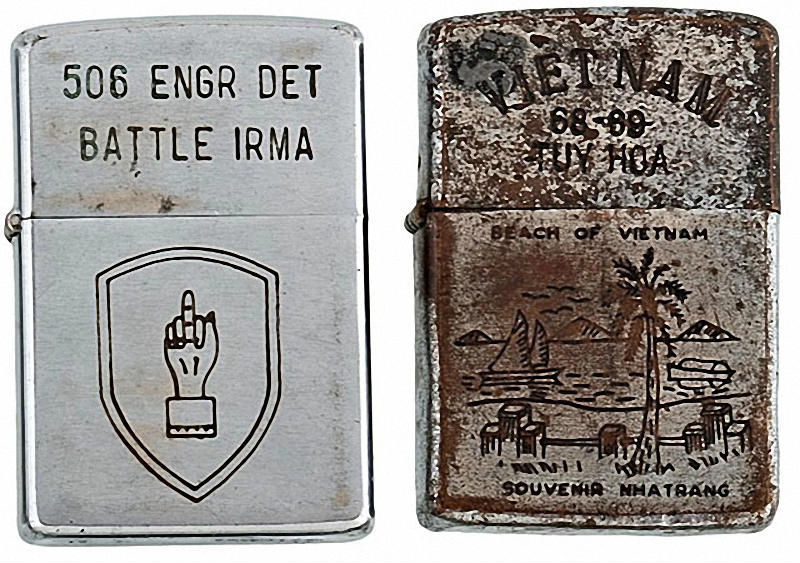 506 ENGR DET
BATTLE IRMA
VIETNAM
68-69
TUY HOA
BEACH OF VIETNAM
SOUVENIR NHATRANG